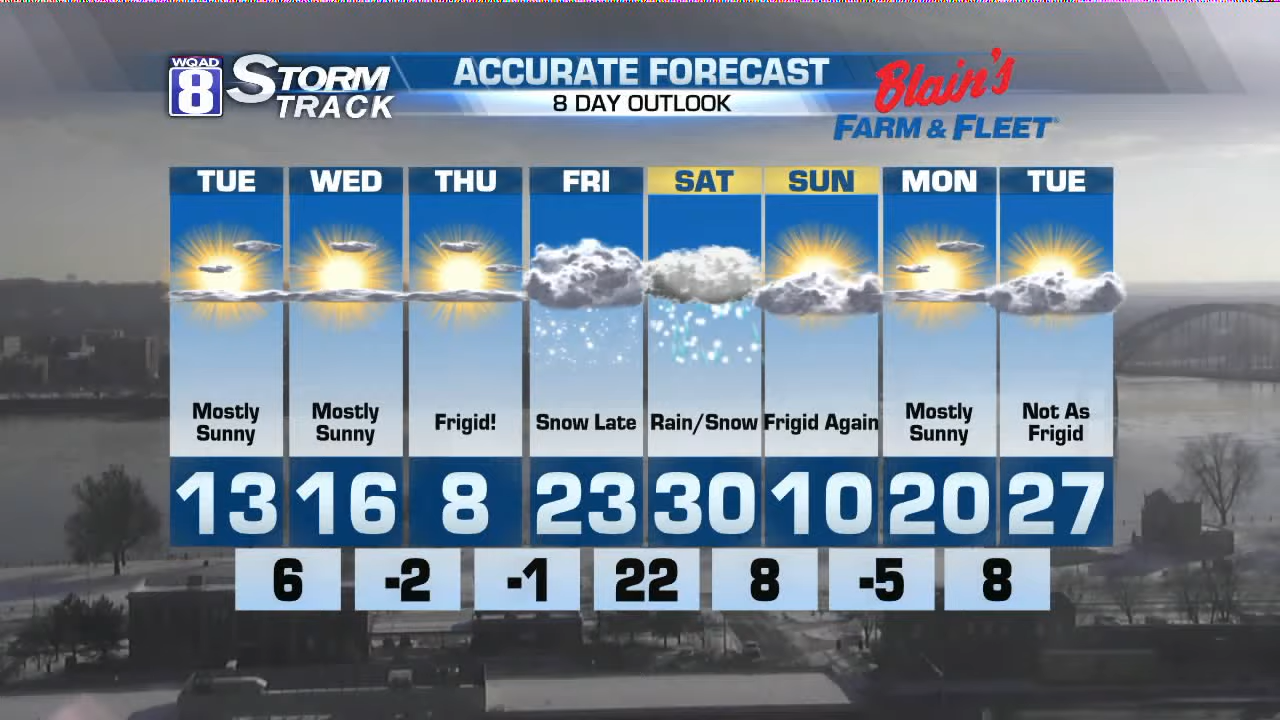 WQAD
8
STORM
TRACK
ACCURATE FORECAST
8 DAY OUTLOOK
Blain's
FARM & FLEET®
TUE WED THU FRI SAT SUN MON TUE
Mostly Sunny Mostly Sunny Frigid! Snow Late Rain/Snow Frigid Again Mostly Sunny Not As Frigid
13 16 8 23 30 10 20 27
6 -2 -1 22 8 -5 8